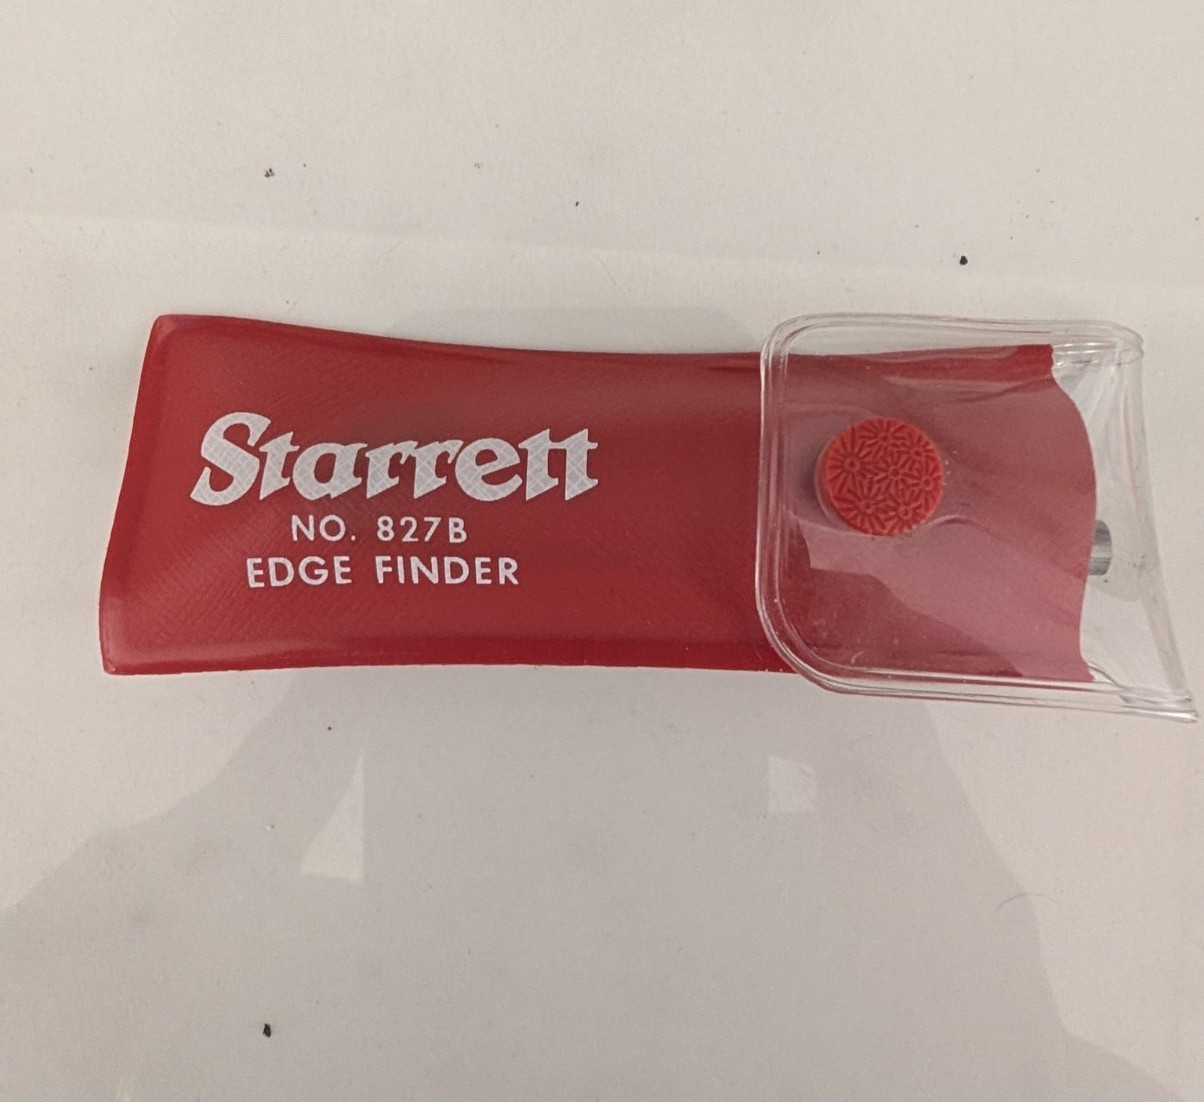 Starrett
NO. 827B
EDGE FINDER